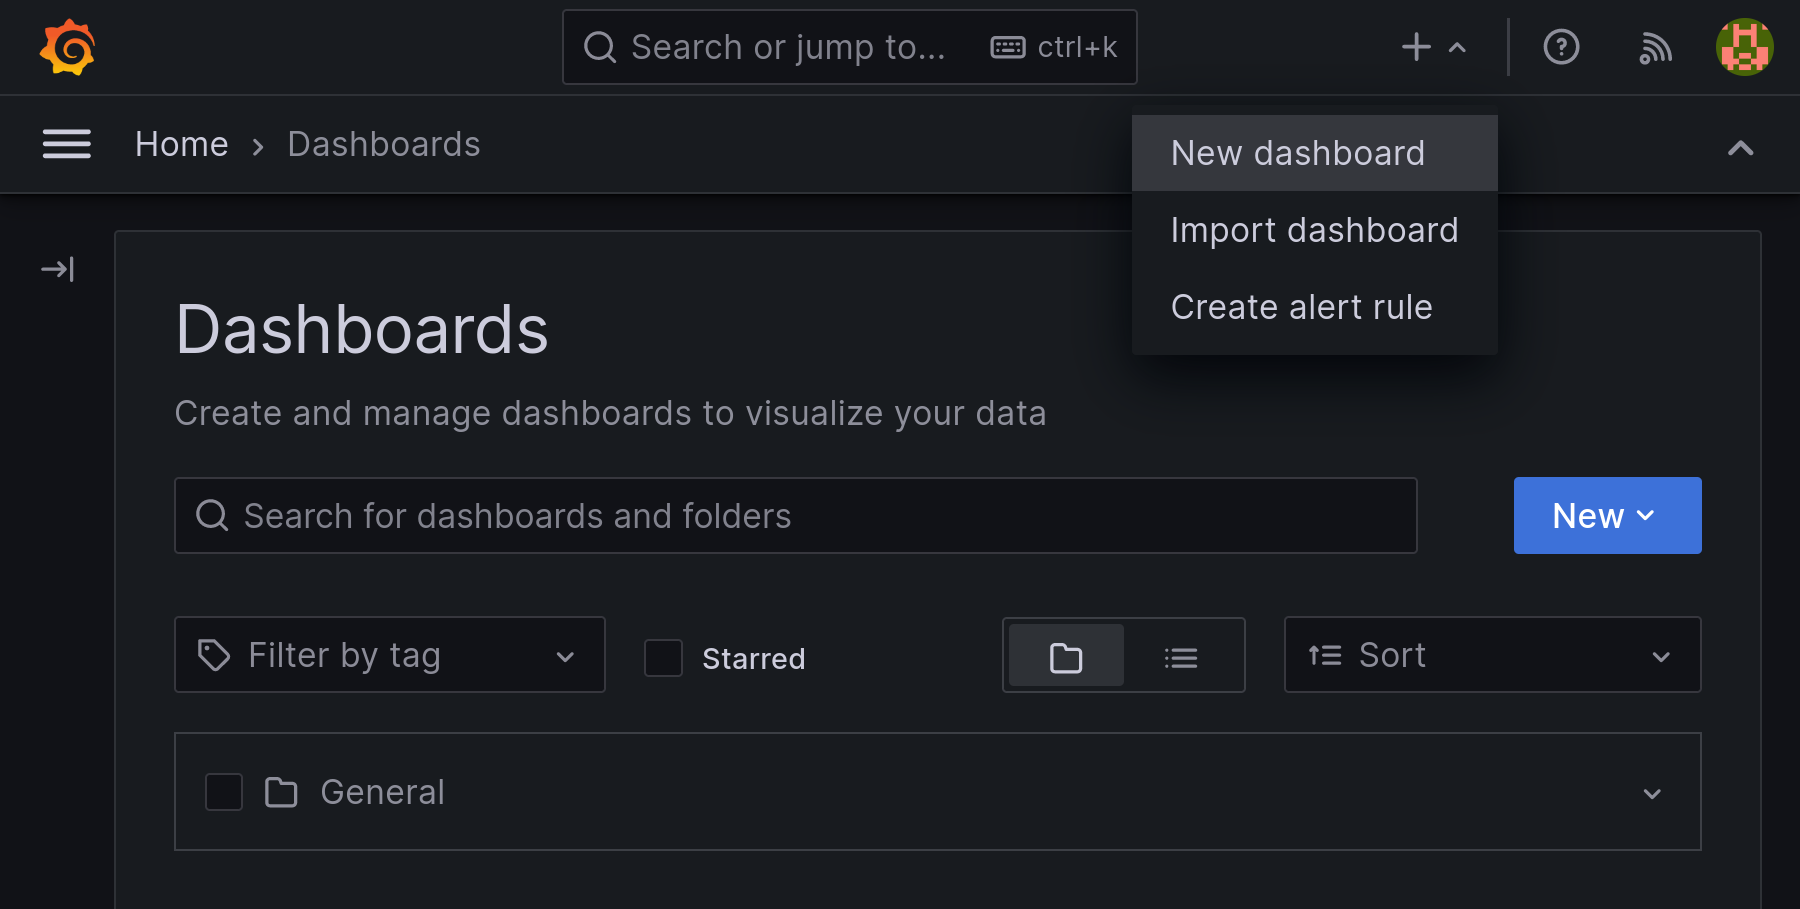 Search or jump to...
ctrl+k
Home
Dashboards
New dashboard
Import dashboard
Create alert rule
Dashboards
Create and manage dashboards to visualize your data
Search for dashboards and folders
New
Filter by tag
Starred
Sort
General